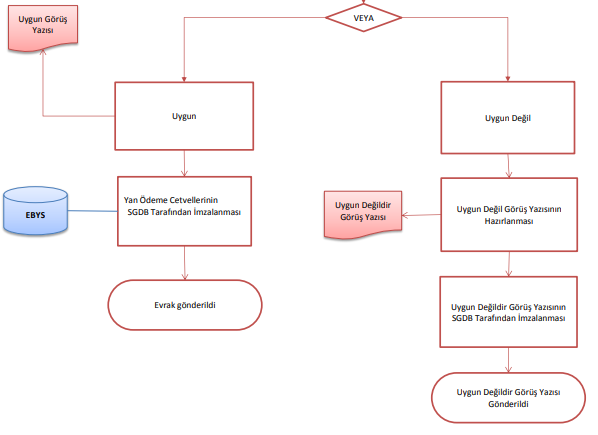 Uygun Görüş
Yazısı
VEYA
Uygun
Uygun Değil
Yan Ödeme Cetvellerinin
SGDB Tarafından İmzalanması
EBYS
Uygun Değildir
Görüş Yazısı
Uygun Değil Görüş Yazısının
Hazırlanması
Evrak gönderildi
Uygun Değildir Görüş Yazısının
SGDB Tarafından İmzalanması
Uygun Değildir Görüş Yazısı
Gönderildi